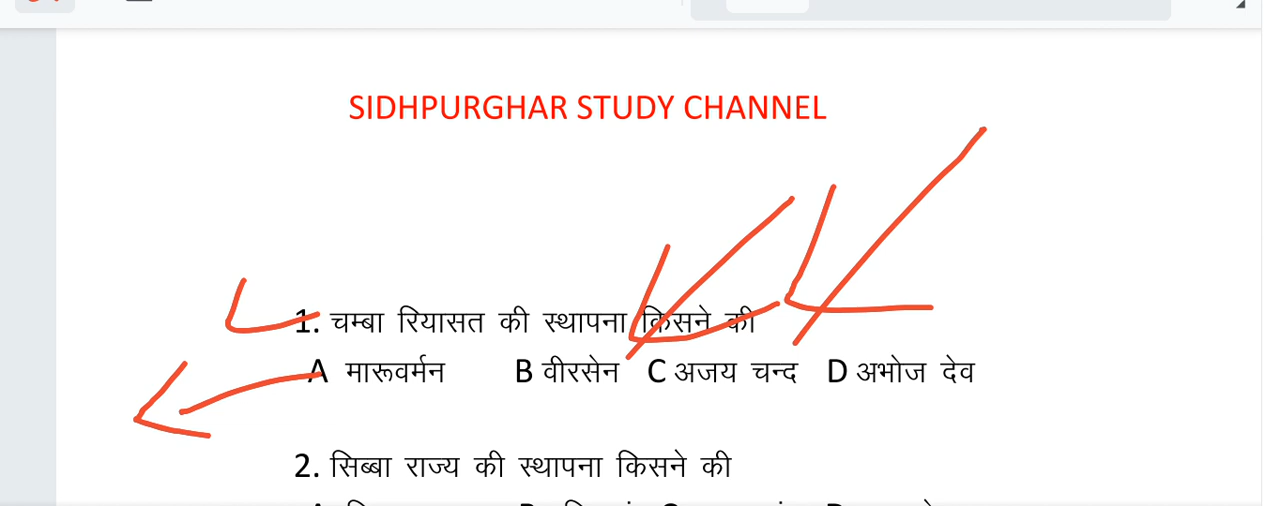 SIDHPURGHAR STUDY CHANNEL
1. चम्बा रियासत की स्थापना किसने की
A मारूवर्मन B वीरसेन C अजय चन्द D अभोज देव
2. सिब्बा राज्य की स्थापना किसने की